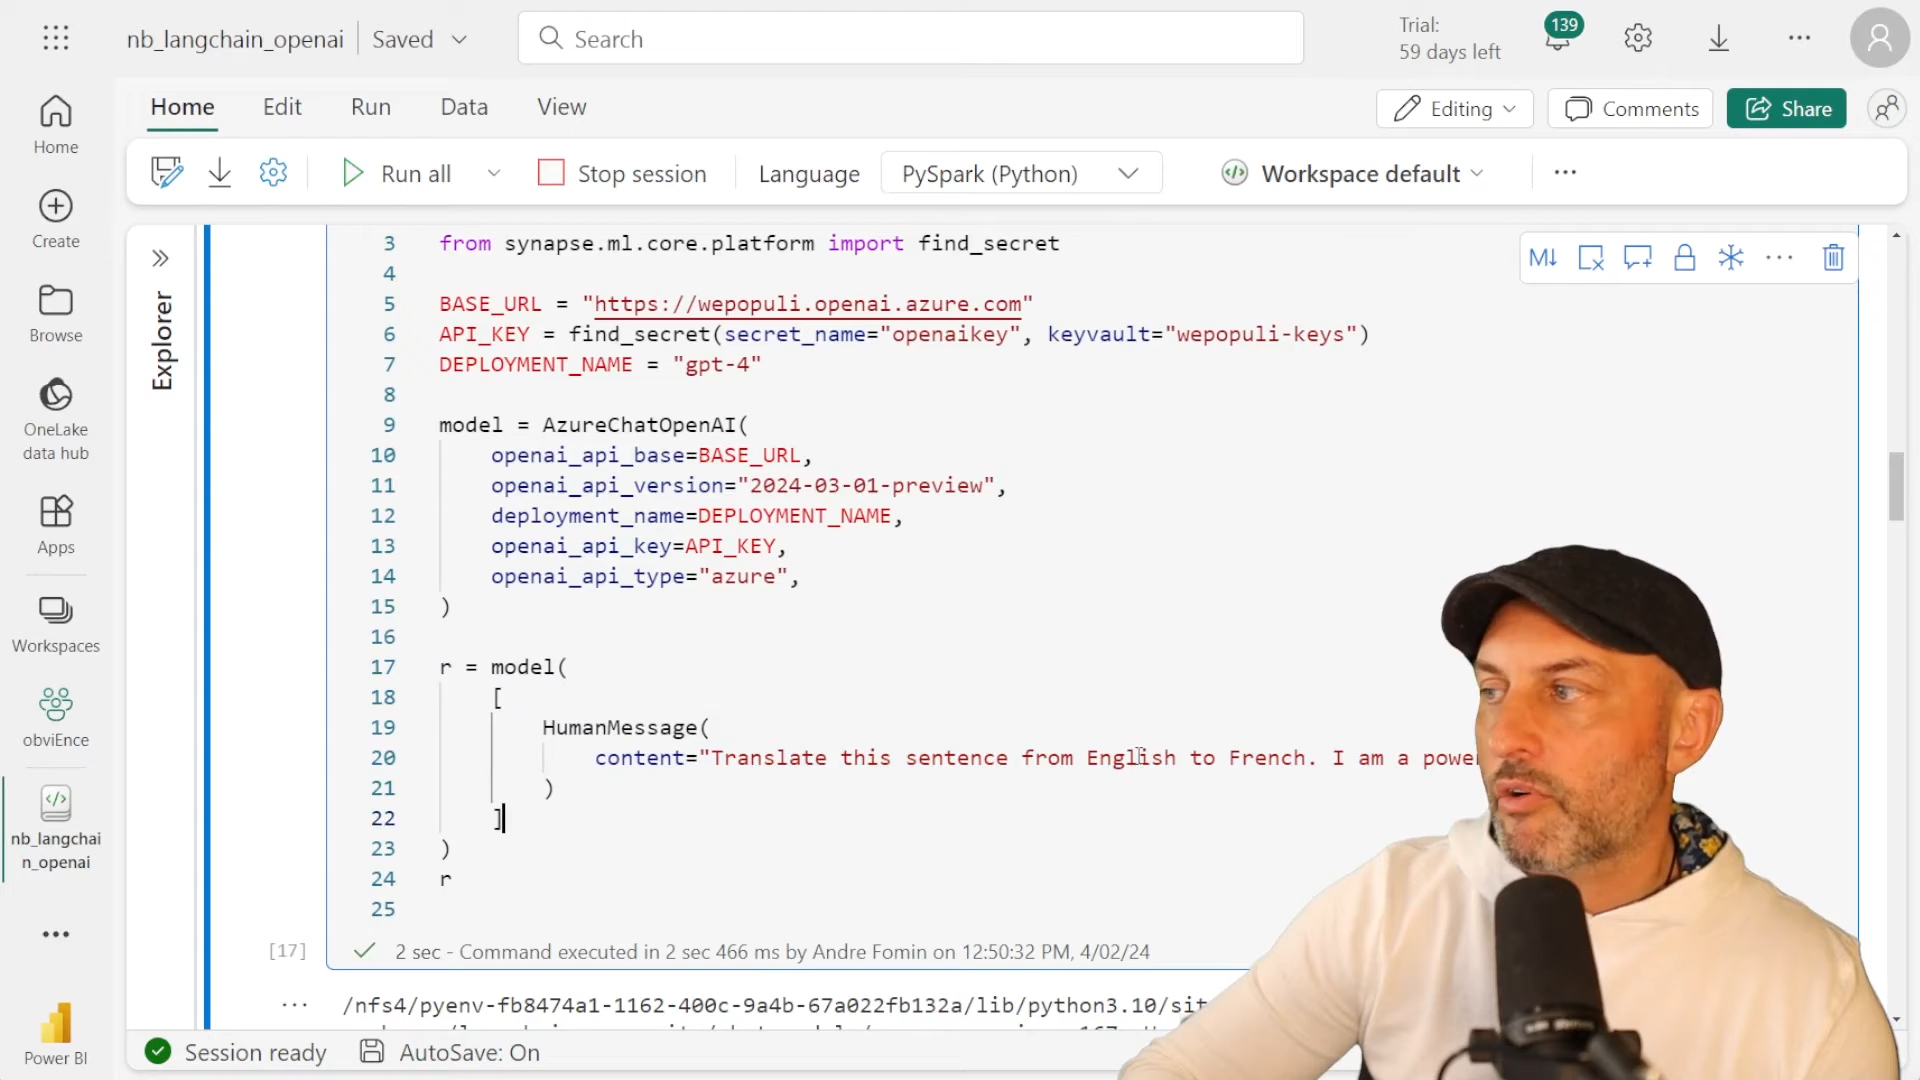 nb_langchain_openai
Saved
Search
Trial:
59 days left
139
Home
Edit
Run
Data
View
Editing
Comments
Share
Run all
Stop session
Language
PySpark (Python)
Workspace default
Home
Create
Browse
OneLake
data hub
Apps
Workspaces
obviEnce
nb_langchai
n_openai
Power BI
Explorer
3 from synapse.ml.core.platform import find_secret
4
5 BASE_URL = "https://wepopuli.openai.azure.com"
6 API_KEY = find_secret(secret_name="openaikey", keyvault="wepopuli-keys")
7 DEPLOYMENT_NAME = "gpt-4"
8
9 model = AzureChatOpenAI(
10 openai_api_base=BASE_URL,
11 openai_api_version="2024-03-01-preview",
12 deployment_name=DEPLOYMENT_NAME,
13 openai_api_key=API_KEY,
14 openai_api_type="azure",
15 )
16
17 r = model(
18 [
19 HumanMessage(
20 content="Translate this sentence from English to French. I am a power
21 )
22 ]
23 )
24 r
25
[17] 2 sec - Command executed in 2 sec 466 ms by Andre Fomin on 12:50:32 PM, 4/02/24
/nfs4/pyenv-fb8474a1-1162-400c-9a4b-67a022fb132a/lib/python3.10/sit
Session ready
AutoSave: On